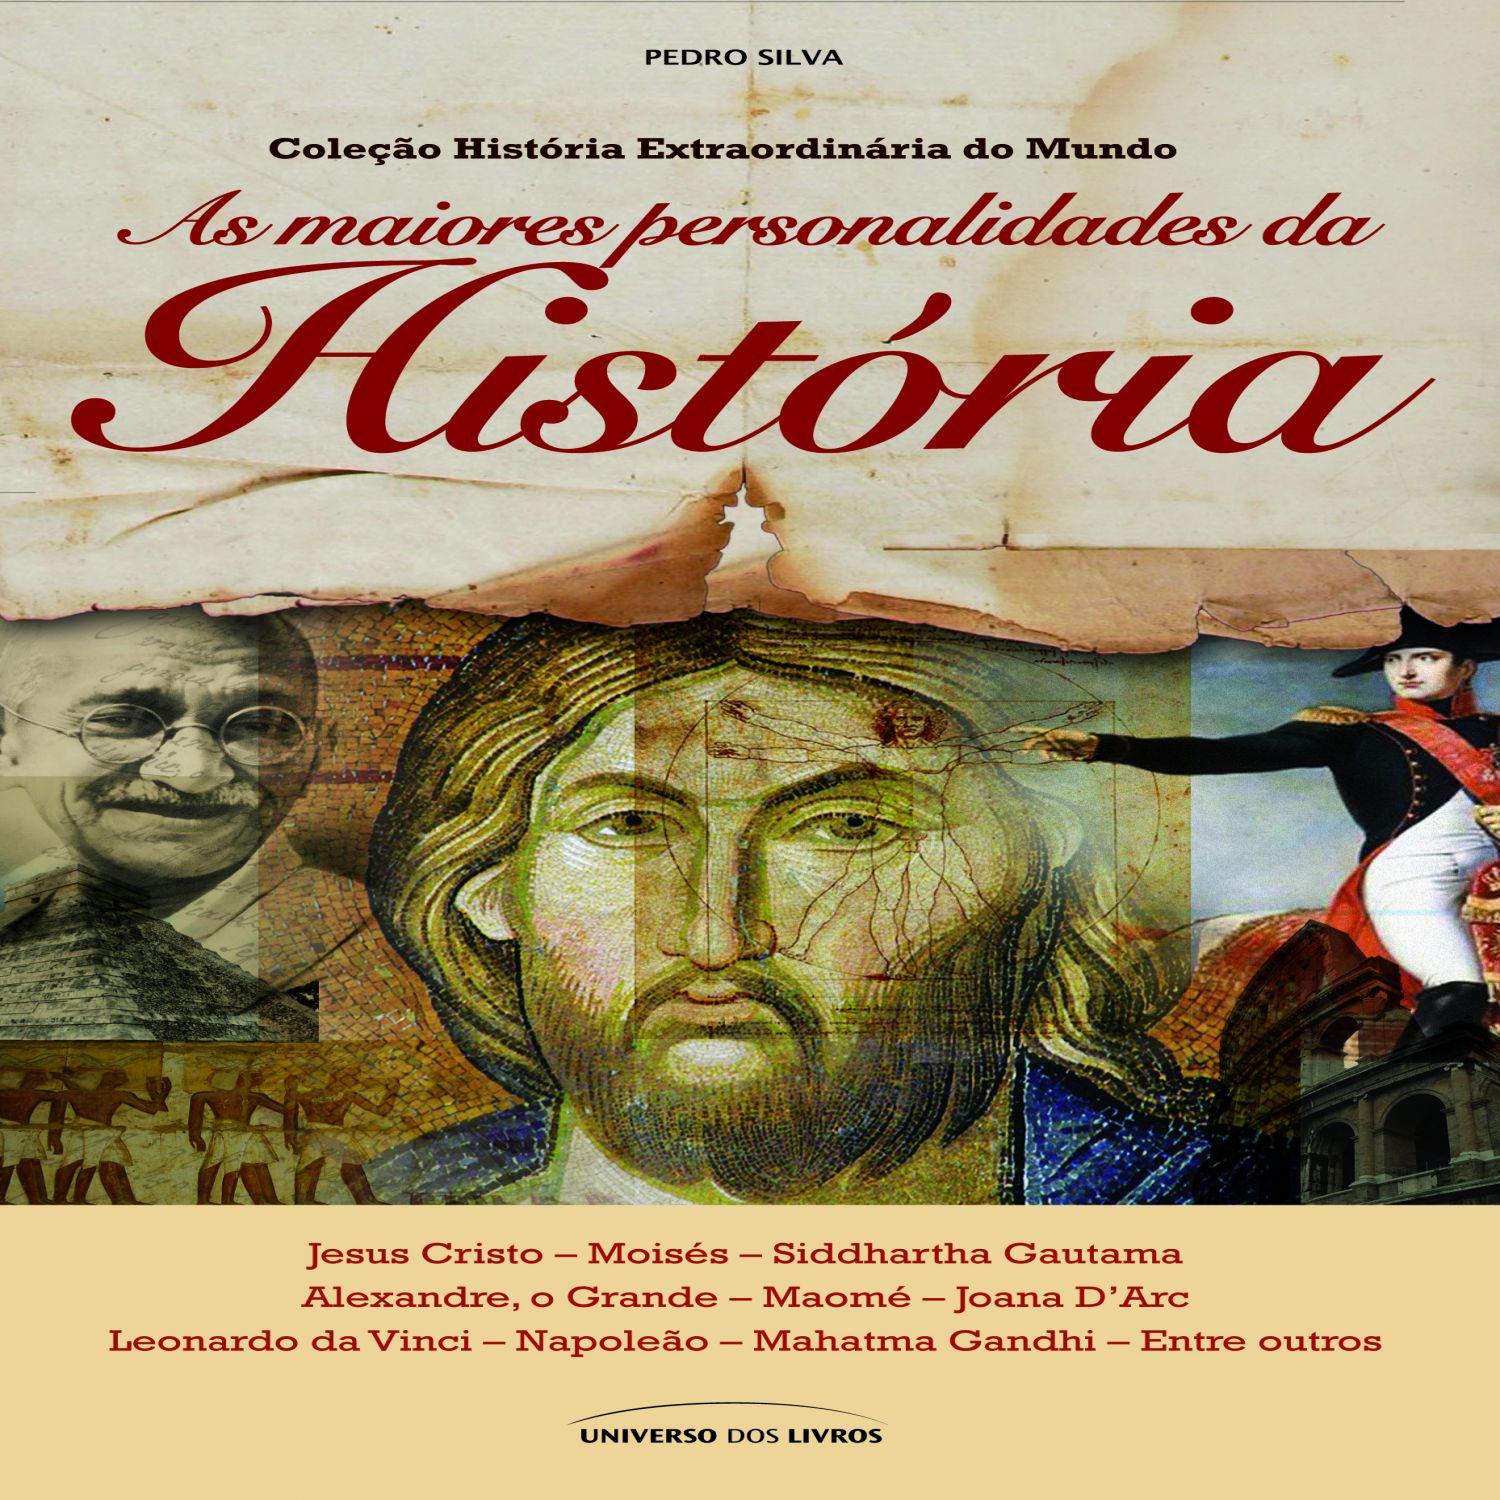 PEDRO SILVA
Coleção História Extraordinária do Mundo
As maiores personalidades da
História
Jesus Cristo – Moisés – Siddhartha Gautama
Alexandre, o Grande – Maomé – Joana D’Arc
Leonardo da Vinci – Napoleão – Mahatma Gandhi – Entre outros
UNIVERSO DOS LIVROS